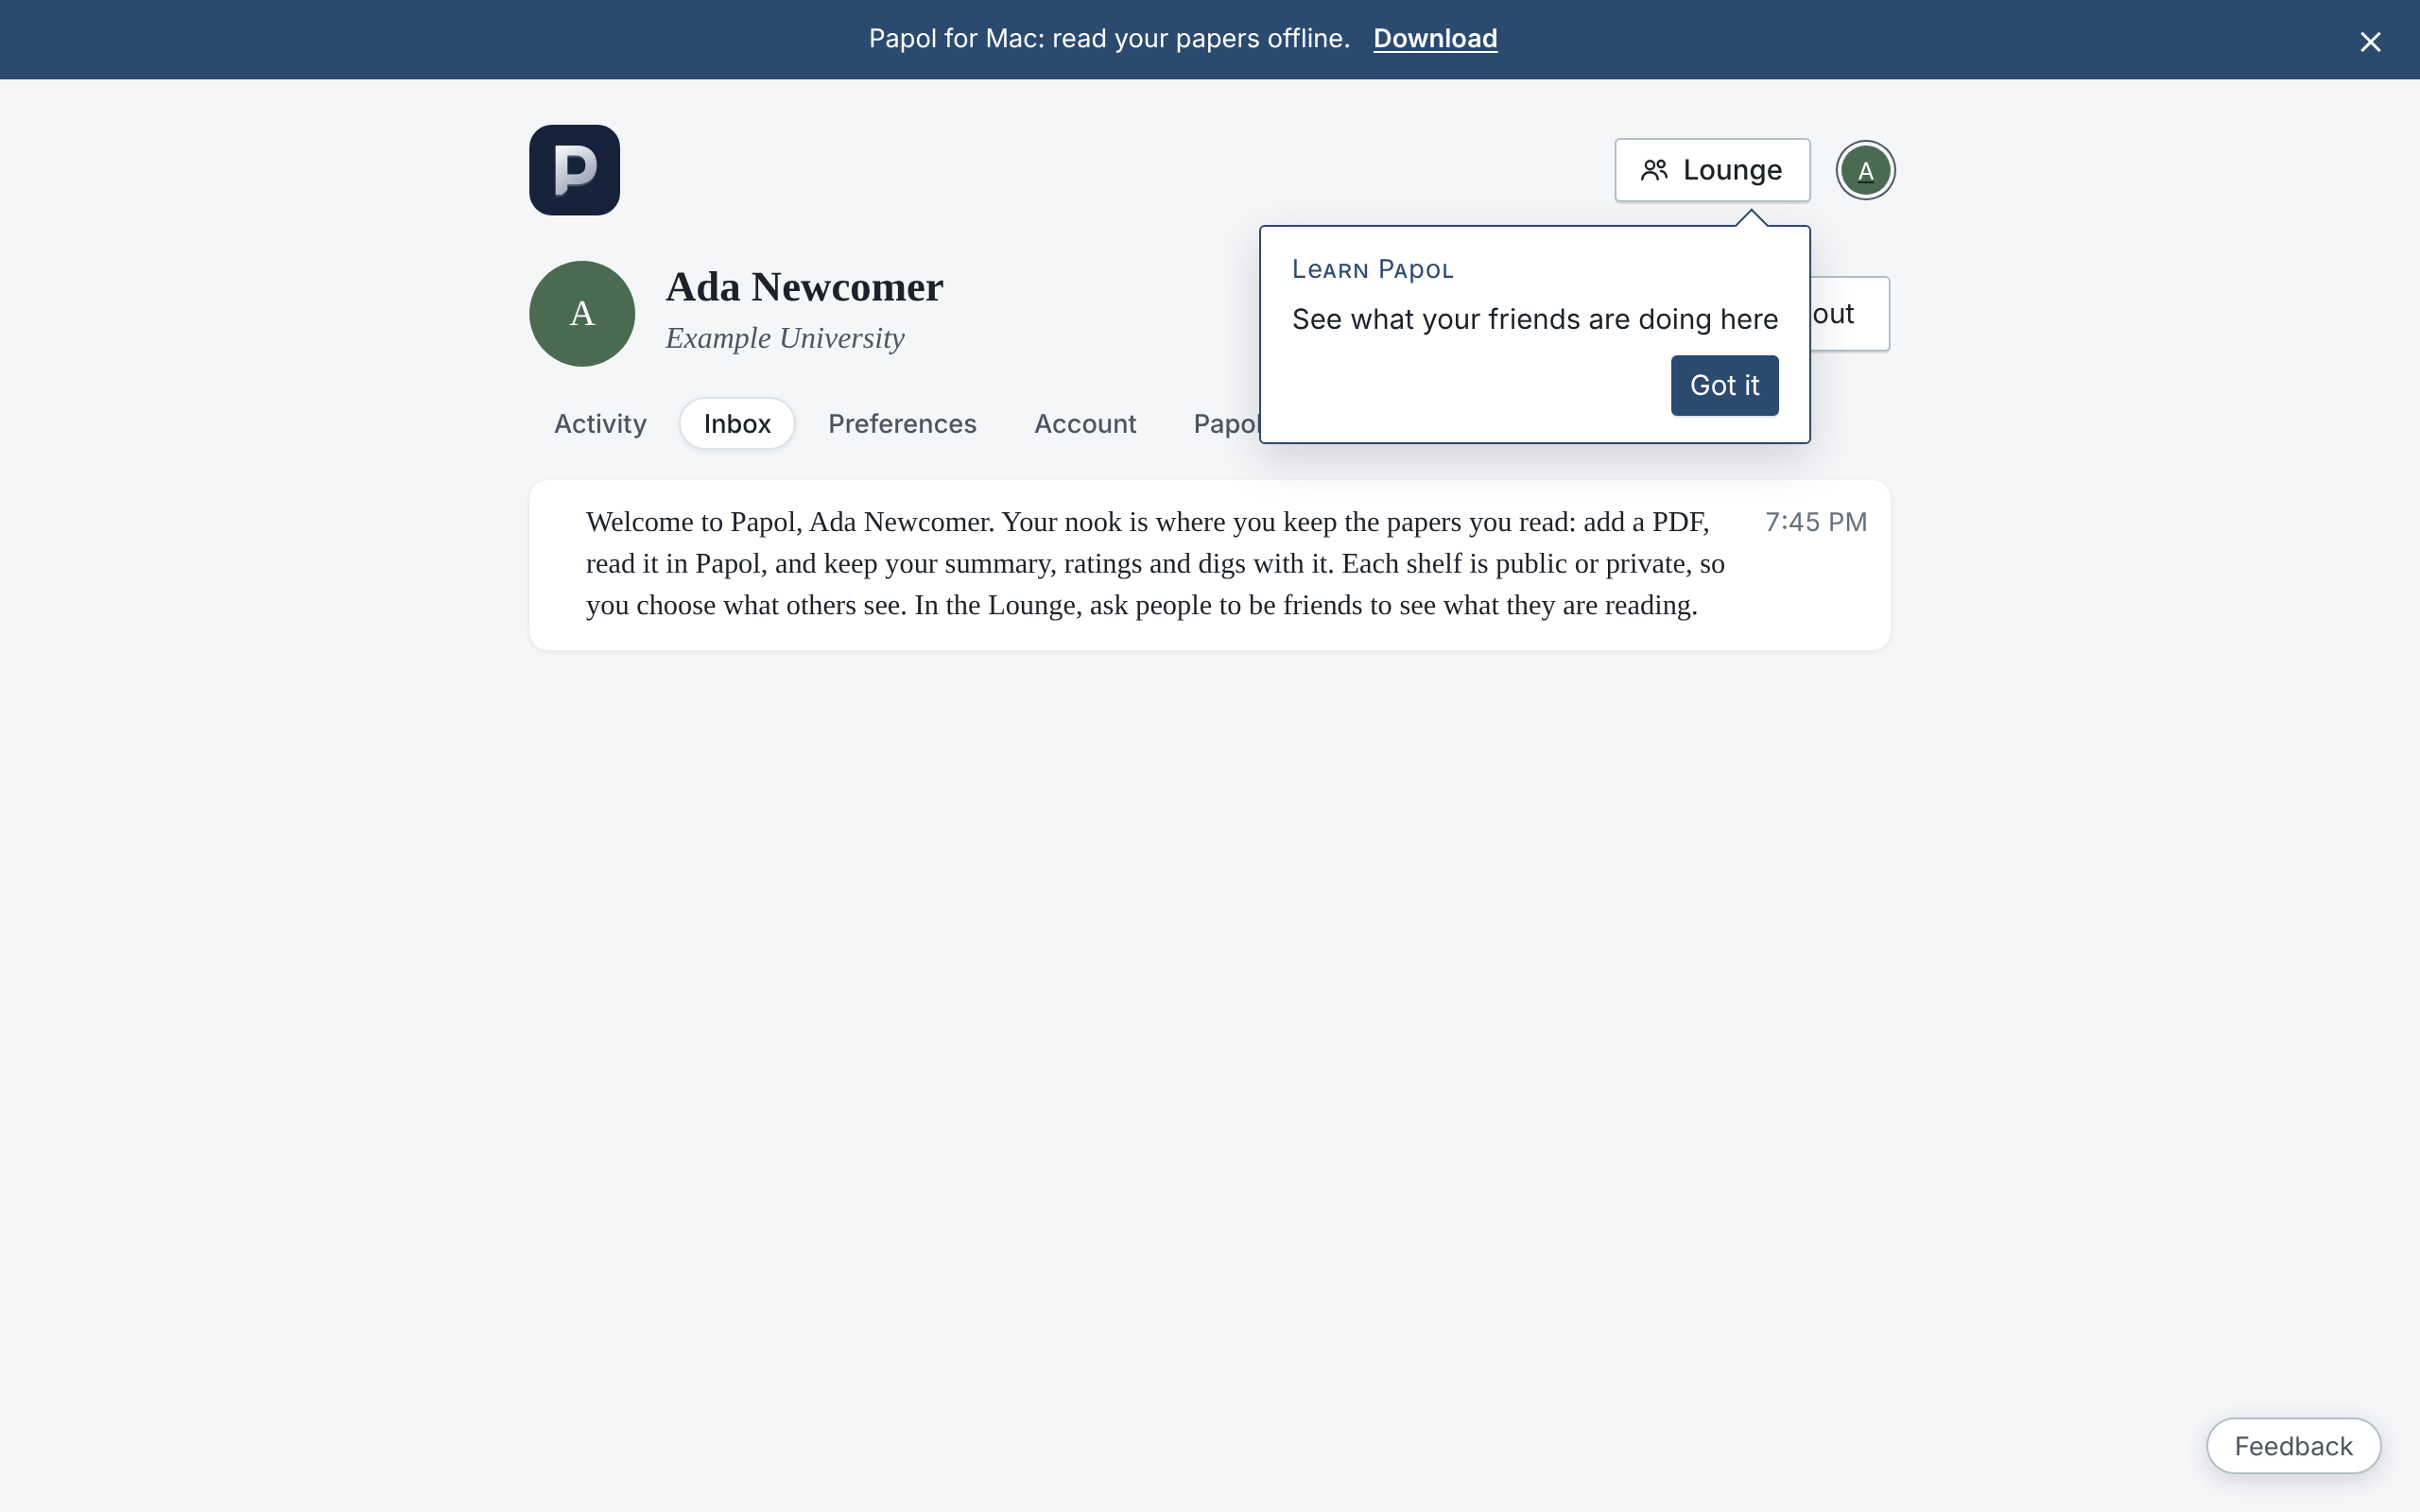 Papol for Mac: read your papers offline. Download
P
Lounge
A
Learn Papol
See what your friends are doing here
Got it
A
Ada Newcomer
Example University
out
Activity
Inbox
Preferences
Account
Papol
Welcome to Papol, Ada Newcomer. Your nook is where you keep the papers you read: add a PDF,
read it in Papol, and keep your summary, ratings and digs with it. Each shelf is public or private, so
you choose what others see. In the Lounge, ask people to be friends to see what they are reading.
7:45 PM
Feedback